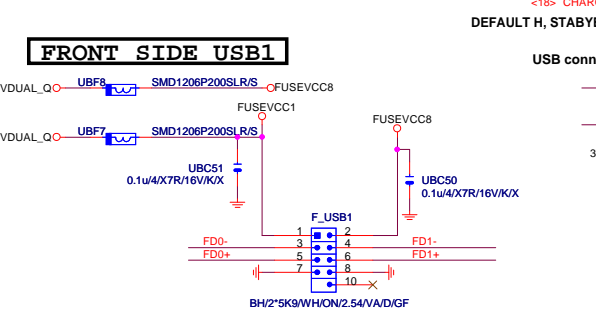 <18> CHAR
DEFAULT H, STABY
FRONT SIDE USB1
USB conn
VDUAL_Q
UBF8
SMD1206P200SLR/S
FUSEVCC8
FUSEVCC1
FUSEVCC8
VDUAL_Q
UBF7
SMD1206P200SLR/S
3
UBC51
0.1u/4/X7R/16V/K/X
UBC50
0.1u/4/X7R/16V/K/X
F_USB1
1 2
FD0- 3 4 FD1-
FD0+ 5 6 FD1+
7 8
10
BH/2*5K9/WH/ON/2.54/VA/D/GF